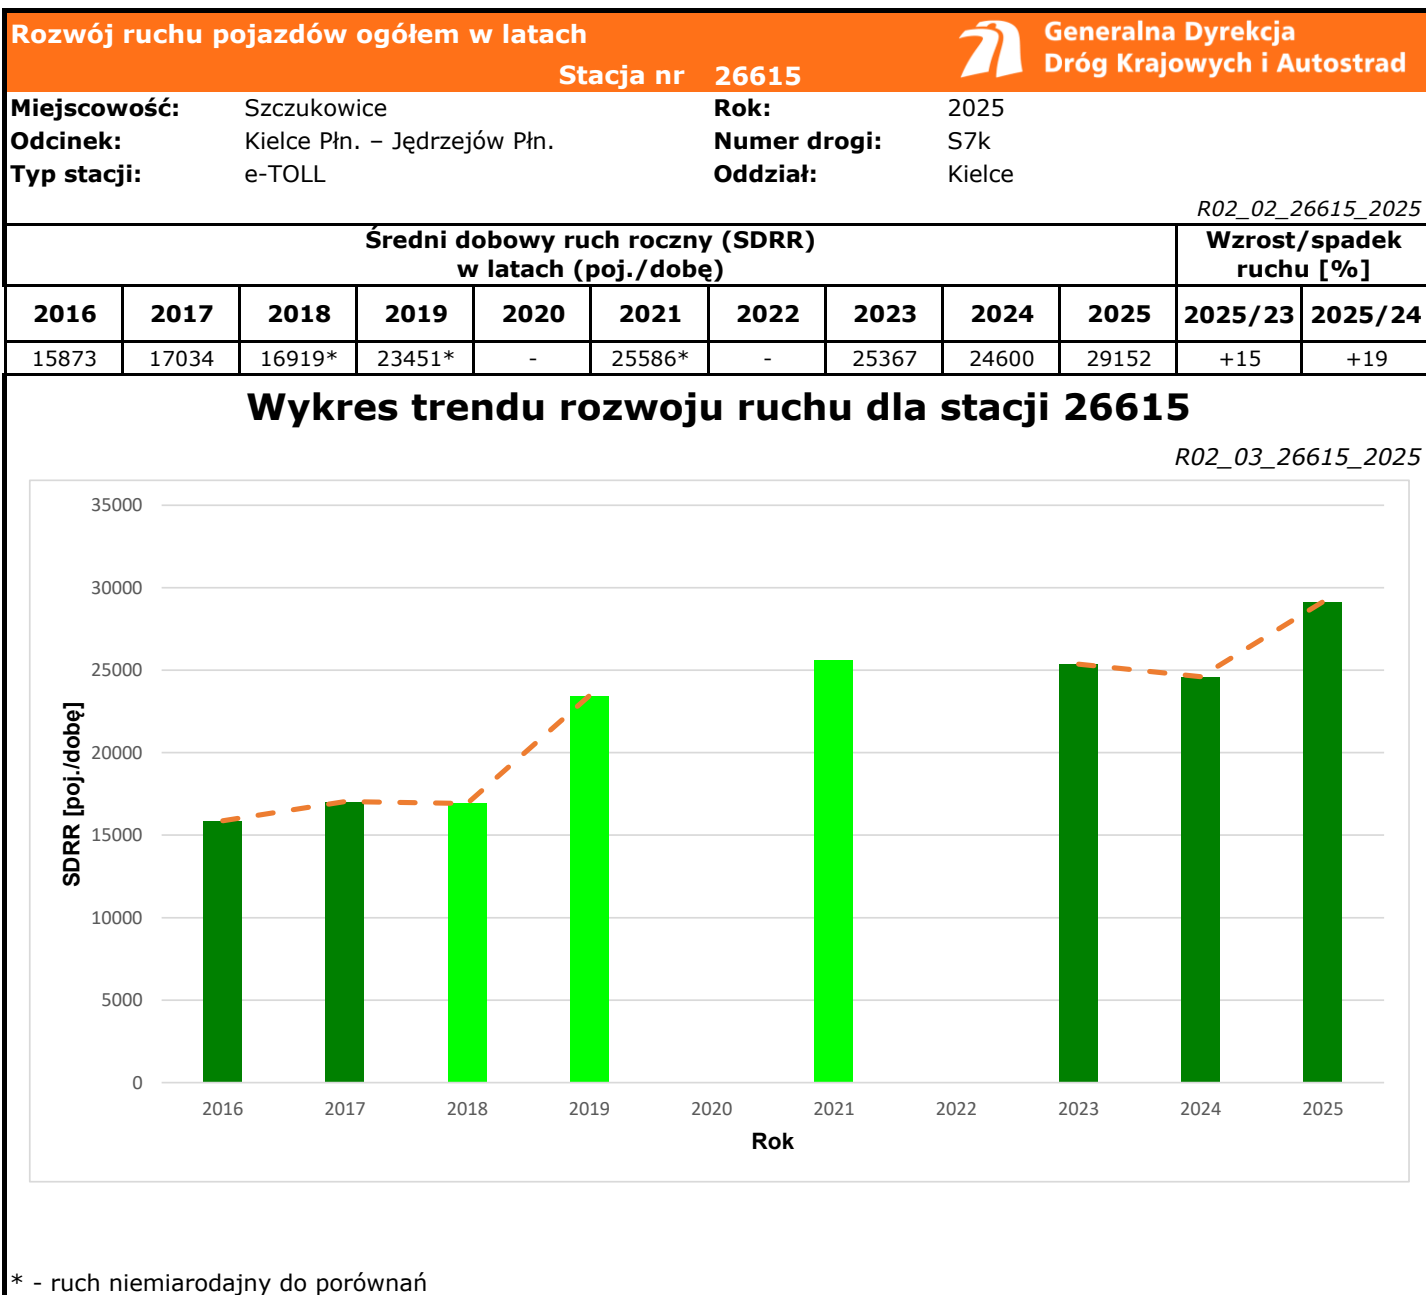 Rozwój ruchu pojazdów ogółem w latach
Generalna Dyrekcja
Dróg Krajowych i Autostrad
Stacja nr 26615
Miejscowość: Szczukowice Rok: 2025
Odcinek: Kielce Płn. – Jędrzejów Płn. Numer drogi: S7k
Typ stacji: e-TOLL Oddział: Kielce
R02_02_26615_2025
Średni dobowy ruch roczny (SDRR)
w latach (poj./dobę)
Wzrost/spadek
ruchu [%]
2016 2017 2018 2019 2020 2021 2022 2023 2024 2025 2025/23 2025/24
15873 17034 16919* 23451* - 25586* - 25367 24600 29152 +15 +19
Wykres trendu rozwoju ruchu dla stacji 26615
R02_03_26615_2025
35000
30000
25000
20000
15000
10000
5000
0
SDRR [poj./dobę]
2016 2017 2018 2019 2020 2021 2022 2023 2024 2025
Rok
* - ruch niemiarodajny do porównań